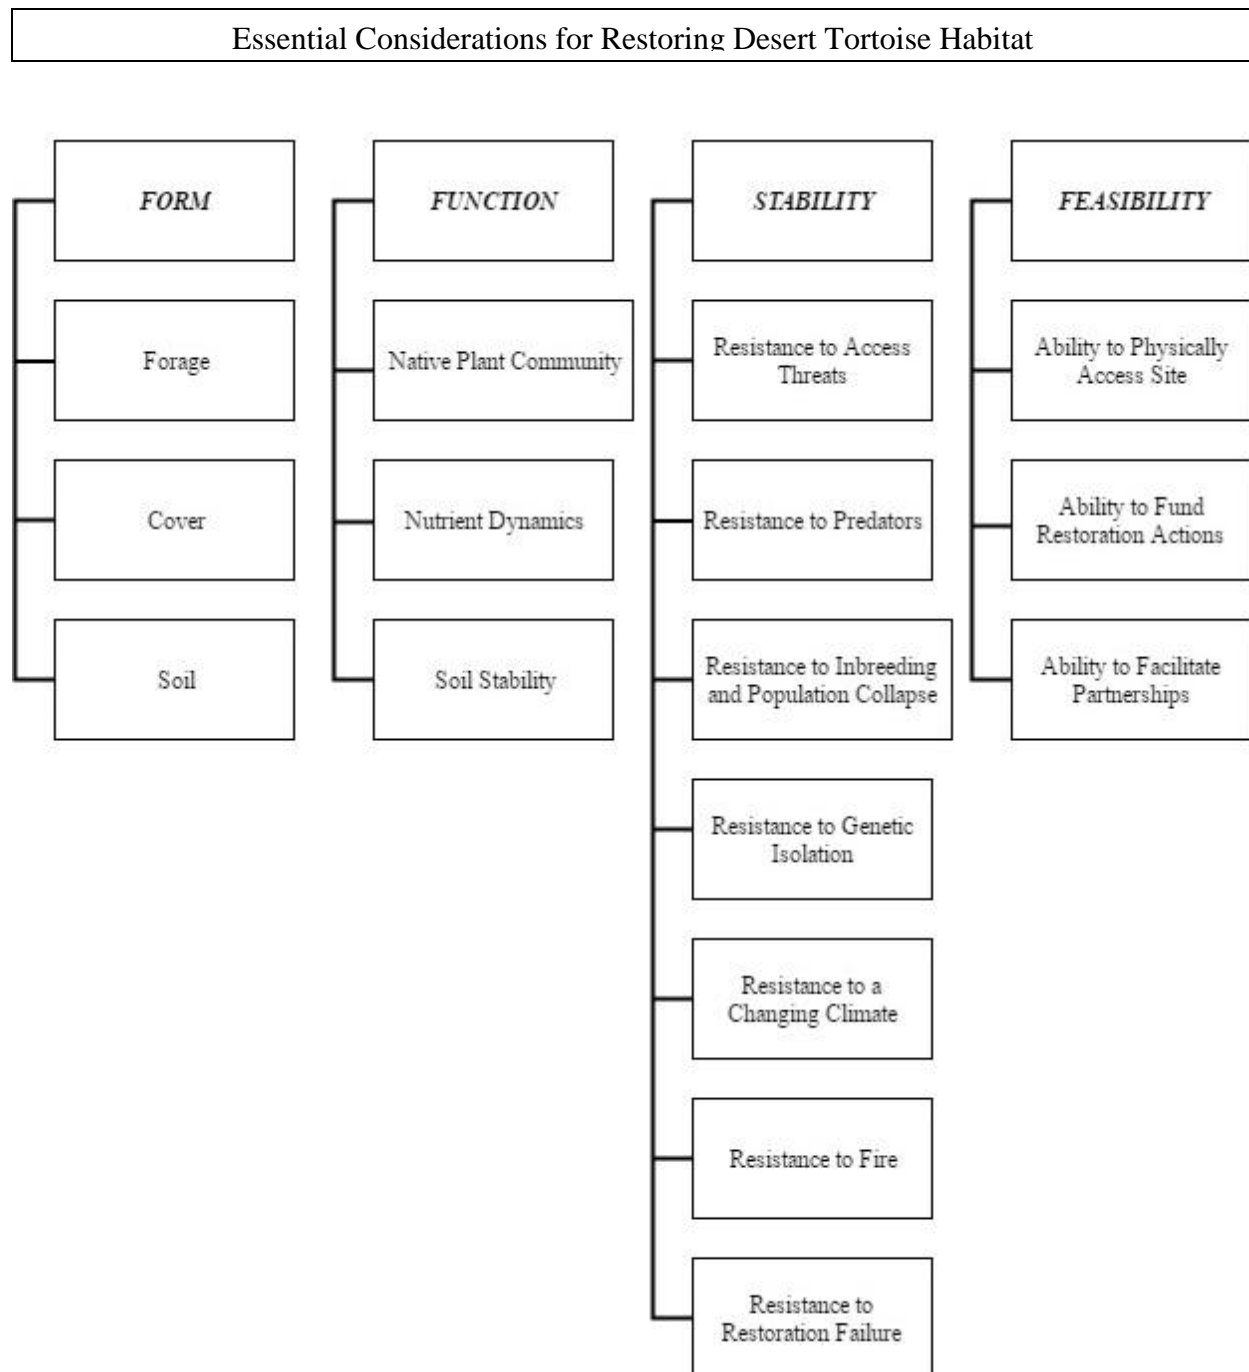 Essential Considerations for Restoring Desert Tortoise Habitat
FORM
Forage
Cover
Soil
FUNCTION
Native Plant Community
Nutrient Dynamics
Soil Stability
STABILITY
Resistance to Access
Threats
Resistance to Predators
Resistance to Inbreeding
and Population Collapse
Resistance to Genetic
Isolation
Resistance to a
Changing Climate
Resistance to Fire
Resistance to
Restoration Failure
FEASIBILITY
Ability to Physically
Access Site
Ability to Fund
Restoration Actions
Ability to Facilitate
Partnerships